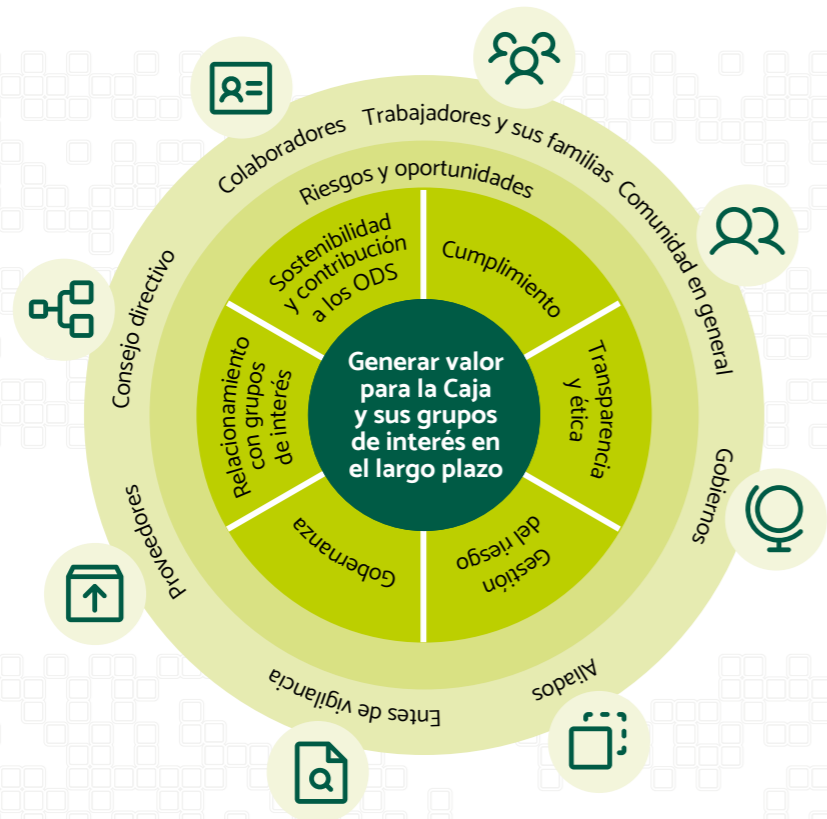 Trabajadores y sus familias
Comunidad en general
Gobiernos
Aliados
Entes de vigilancia
Proveedores
Consejo directivo
Colaboradores
Riesgos y oportunidades
Cumplimiento
Transparencia
y ética
Gestión
del riesgo
Gobernanza
Relacionamiento
con grupos
de interés
Sostenibilidad
y contribución
a los ODS
Generar valor
para la Caja
y sus grupos
de interés en
el largo plazo